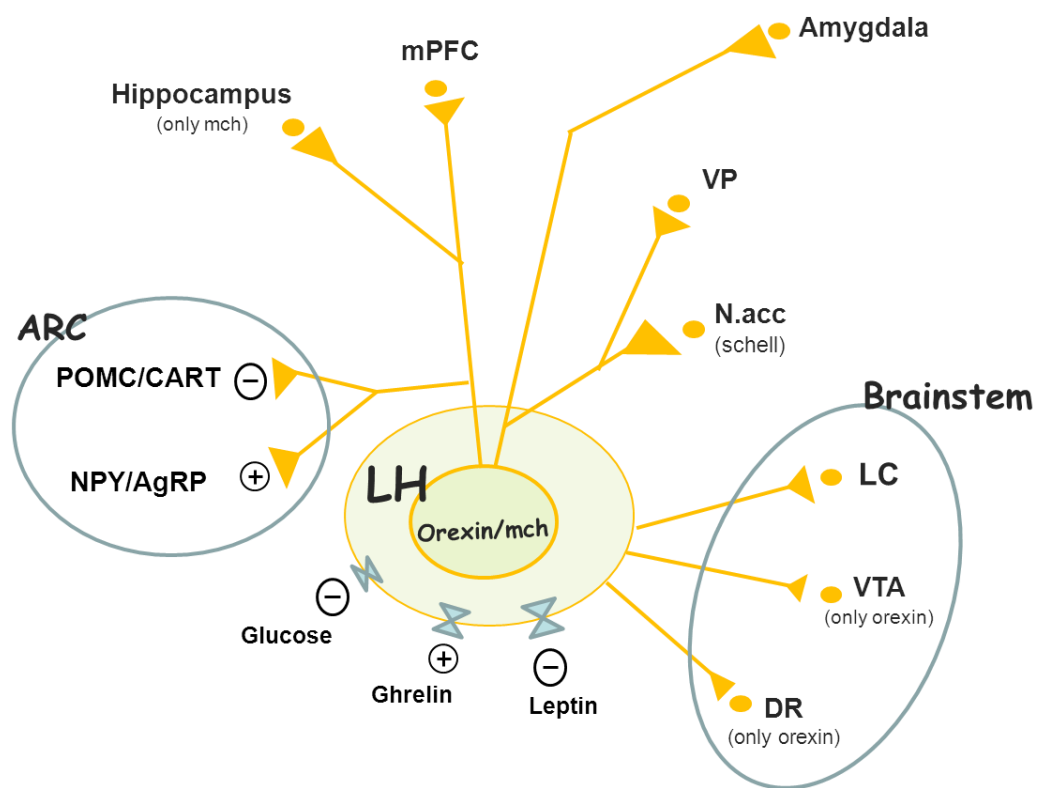 Amygdala
mPFC
Hippocampus
(only mch)
VP
N.acc
(schell)
ARC
POMC/CART −
NPY/AgRP +
Brainstem
LC
LH
Orexin/mch
VTA
(only orexin)
−
Glucose
+
Ghrelin
−
Leptin
DR
(only orexin)